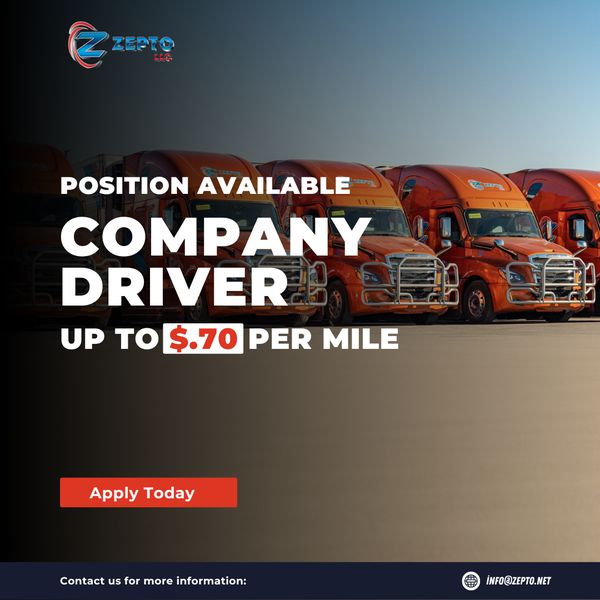 ZEPTO
LLC
POSITION AVAILABLE
COMPANY
DRIVER
UP TO $.70 PER MILE
Apply Today
Contact us for more information:
INFO@ZEPTO.NET